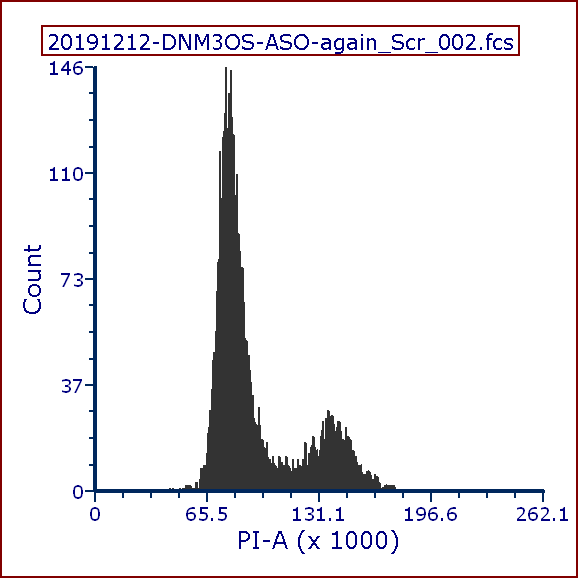 20191212-DNM3OS-ASO-again_Scr_002.fcs
146
110
73
37
0
Count
0 65.5 131.1 196.6 262.1
PI-A (x 1000)